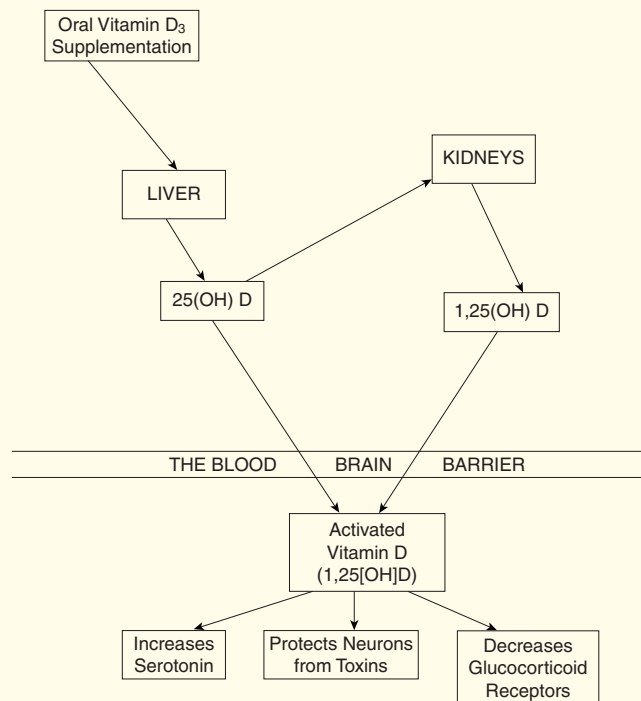 Oral Vitamin D₃
Supplementation
KIDNEYS
LIVER
25(OH) D
1,25(OH) D
THE BLOOD BRAIN BARRIER
Activated
Vitamin D
(1,25[OH]D)
Increases
Serotonin
Protects Neurons
from Toxins
Decreases
Glucocorticoid
Receptors